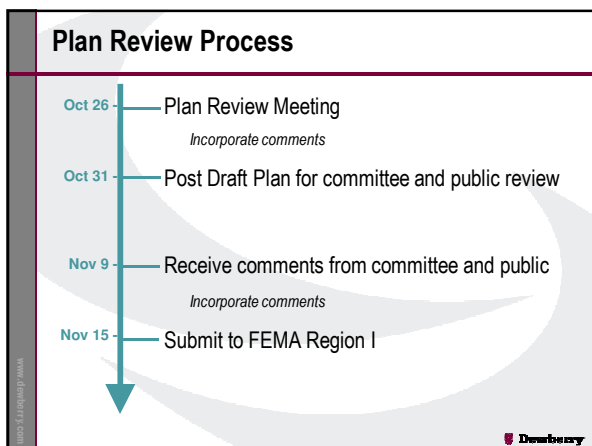 Plan Review Process
Oct 26 - Plan Review Meeting
Incorporate comments
Oct 31 - Post Draft Plan for committee and public review
Nov 9 - Receive comments from committee and public
Incorporate comments
Nov 15 - Submit to FEMA Region I
www.dewberry.com
Dewberry